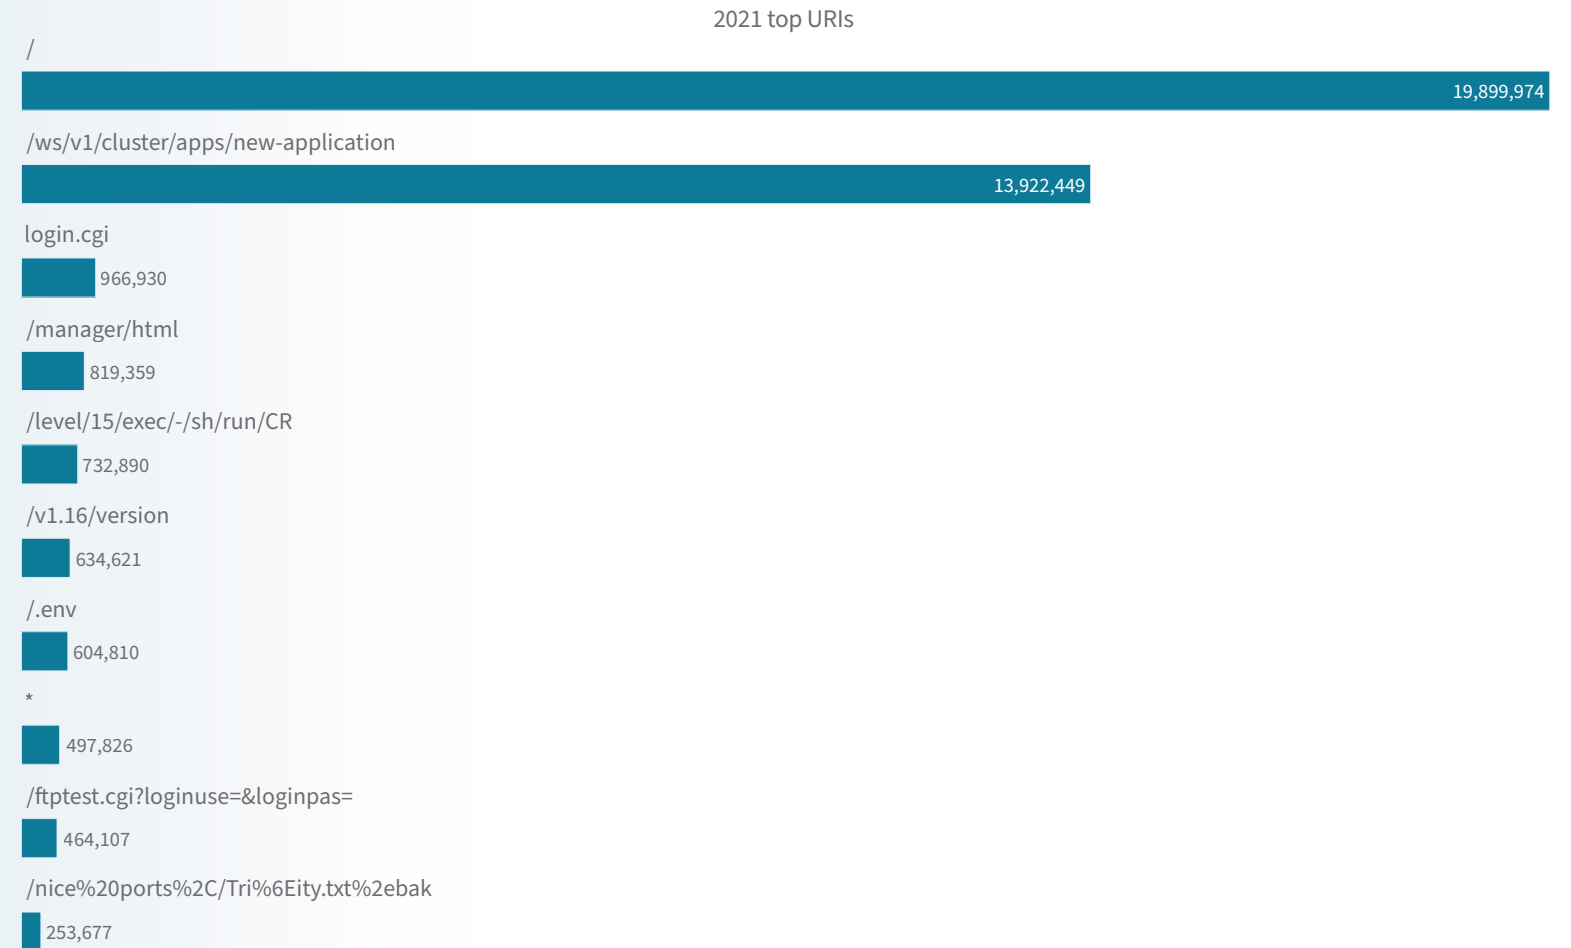 2021 top URIs
/
19,899,974
/ws/v1/cluster/apps/new-application
13,922,449
login.cgi
966,930
/manager/html
819,359
/level/15/exec/-/sh/run/CR
732,890
/v1.16/version
634,621
/.env
604,810
*
497,826
/ftptest.cgi?loginuse=&loginpas=
464,107
/nice%20ports%2C/Tri%6Eity.txt%2ebak
253,677